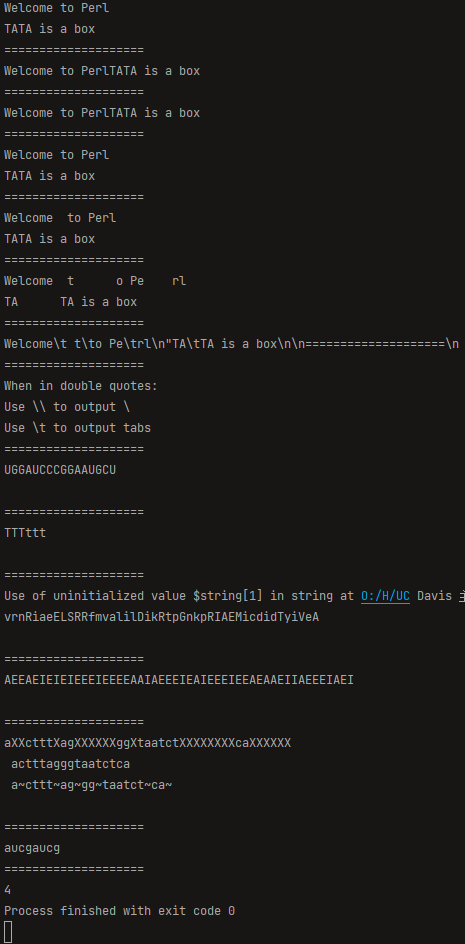 Welcome to Perl
TATA is a box
====================
Welcome to PerlTATA is a box
====================
Welcome to PerlTATA is a box
====================
Welcome to Perl
TATA is a box
====================
Welcome  to Perl
TATA is a box
====================
Welcome  t      o Pe    rl
TA      TA is a box
====================
Welcome\t t\to Pe\trl\n"TA\tTA is a box\n\n====================\n
====================
When in double quotes:
Use \\ to output \
Use \t to output tabs
====================
UGGAUCCCGGAAUGCU

====================
TTTttt

====================
Use of uninitialized value $string[1] in string at O:/H/UC Davis
vrnRiaeELSRRfmvalilDikRtpGnkpRIAEMicdidTyiVeA

====================
AEEAEIEIEIEEEIEEEEAAIAEEEIEAIEEEIEEAEAAEIIAEEEIAEI

====================
aXXctttXagXXXXXXggXtaatctXXXXXXXXcaXXXXXX
 actttagggtaatctca
 a~cttt~ag~gg~taatct~ca~

====================
aucgaucg
====================
4
Process finished with exit code 0